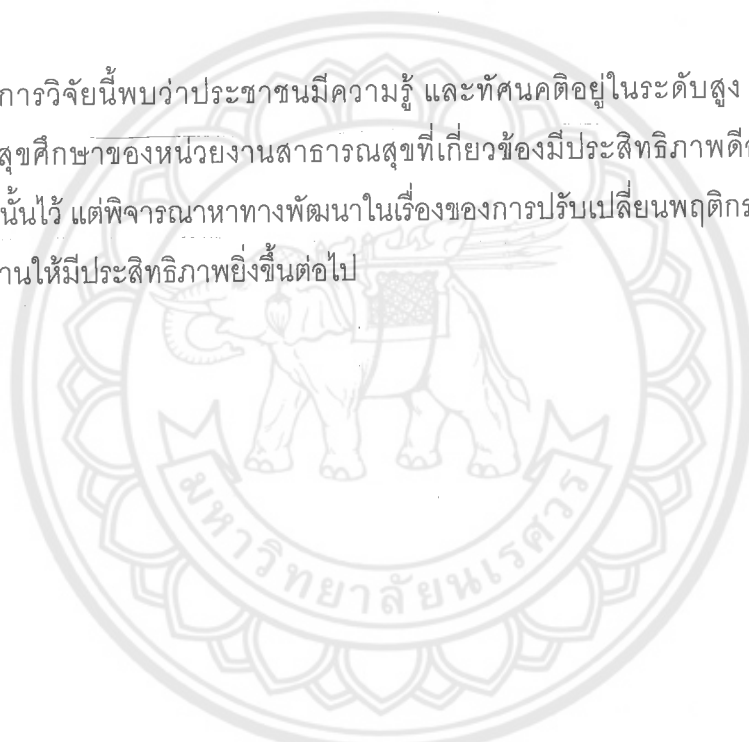 การวิจัยนี้พบว่าประชาชนมีความรู้ และทัศนคติอยู่ในระดับสูง
สุขศึกษาของหน่วยงานสาธารณสุขที่เกี่ยวข้องมีประสิทธิภาพดี
นั้นไว้ แต่พิจารณาหาทางพัฒนาในเรื่องของการปรับเปลี่ยนพฤติกร
านให้มีประสิทธิภาพยิ่งขึ้นต่อไป
มหาวิทยาลัยนเรศวร